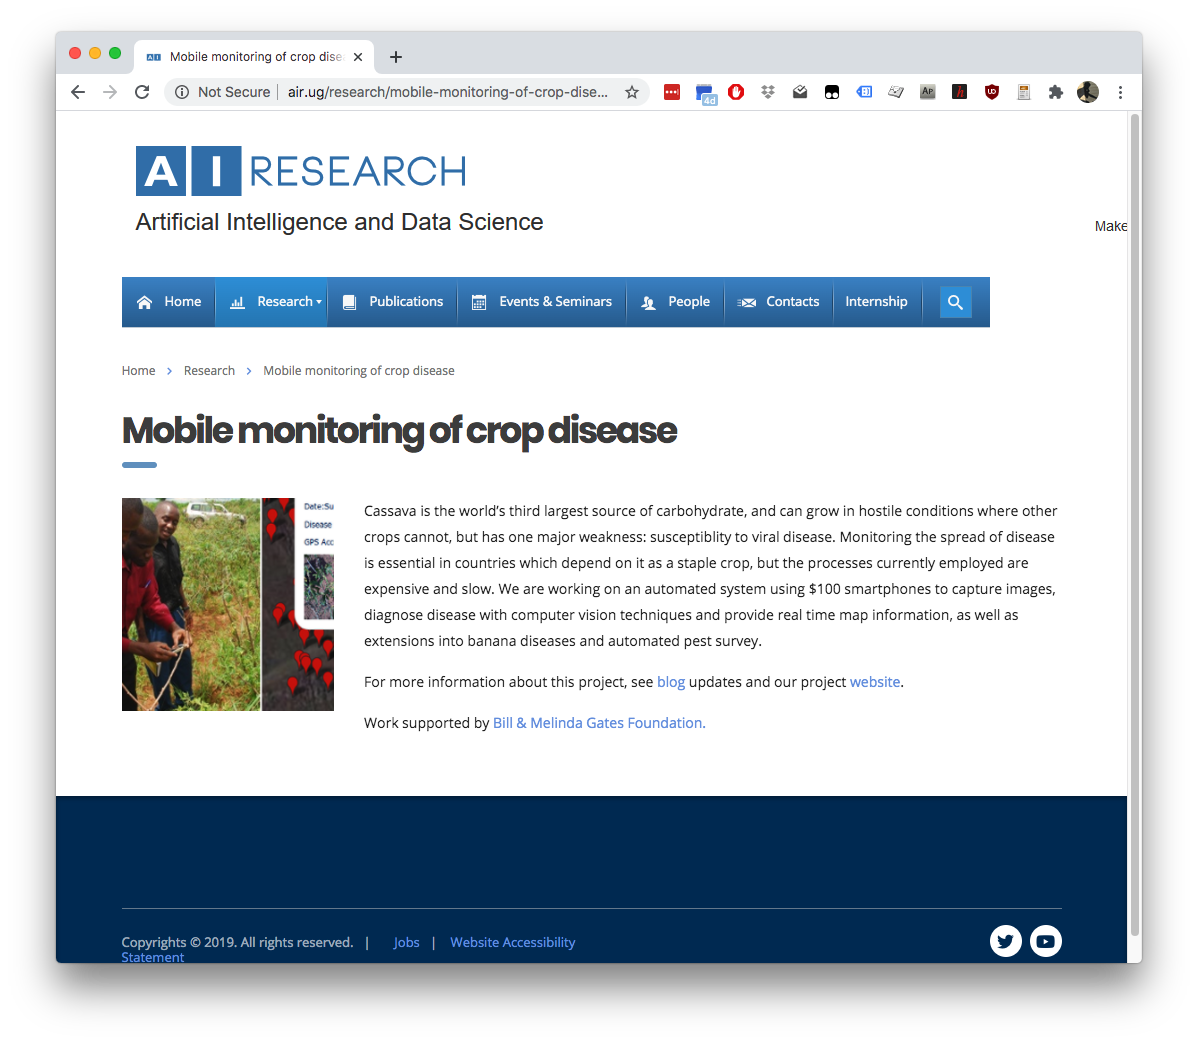 Mobile monitoring of crop dise
Not Secure | air.ug/research/mobile-monitoring-of-crop-dise...
4d
AP
h
UD
AI RESEARCH
Artificial Intelligence and Data Science
Make
Home Research Publications Events & Seminars People Contacts Internship
Home > Research > Mobile monitoring of crop disease
Mobile monitoring of crop disease
Date:Su
Disease
GPS Acc
Cassava is the world's third largest source of carbohydrate, and can grow in hostile conditions where other
crops cannot, but has one major weakness: susceptiblity to viral disease. Monitoring the spread of disease
is essential in countries which depend on it as a staple crop, but the processes currently employed are
expensive and slow. We are working on an automated system using $100 smartphones to capture images,
diagnose disease with computer vision techniques and provide real time map information, as well as
extensions into banana diseases and automated pest survey.
For more information about this project, see blog updates and our project website.
Work supported by Bill & Melinda Gates Foundation.
Copyrights © 2019. All rights reserved. | Jobs | Website Accessibility
Statement